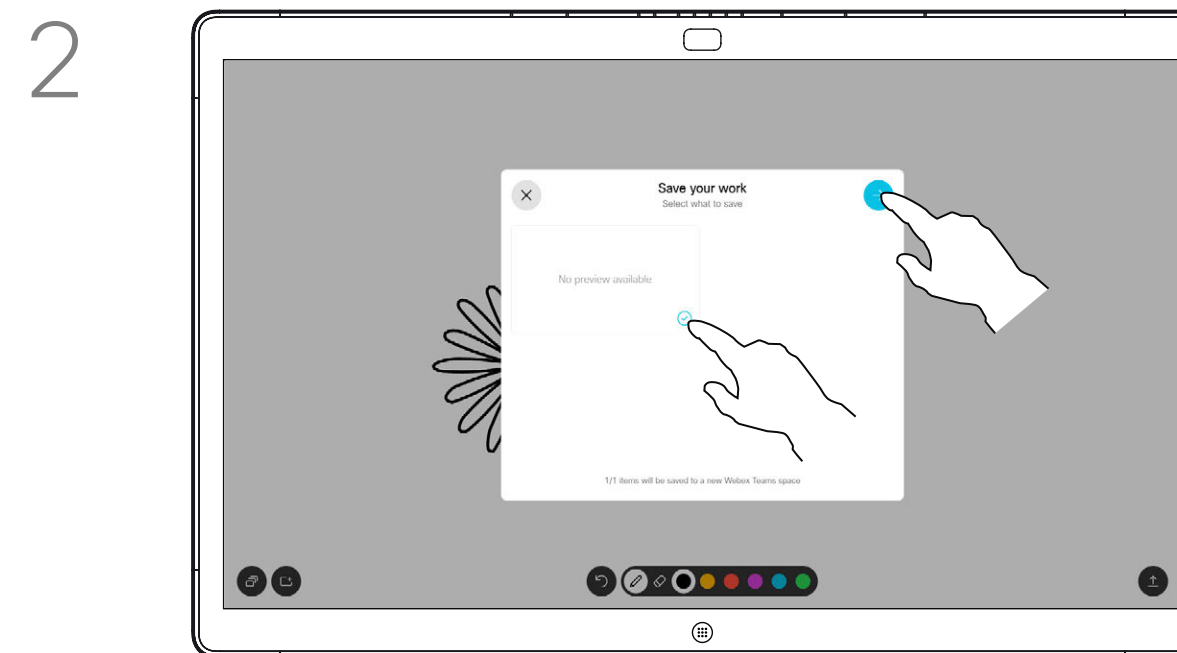 2
Save your work
Select what to save
No preview available
1/1 items will be saved to a new Webex Teams space